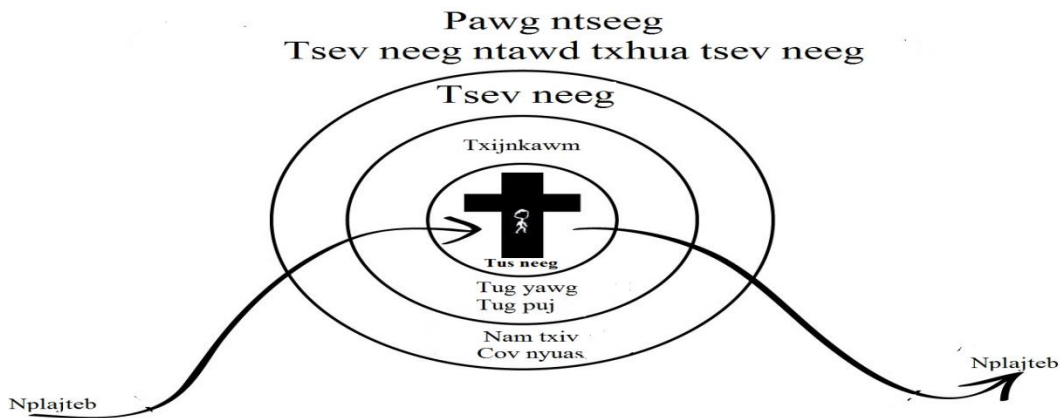 Pawg ntseeg
Tsev neeg ntawd txhua tsev neeg
Tsev neeg
Txijnkawm
Tus neeg
Tug yawg
Tug puj
Nam txiv
Cov nyuas
Nplajteb
Nplajteb